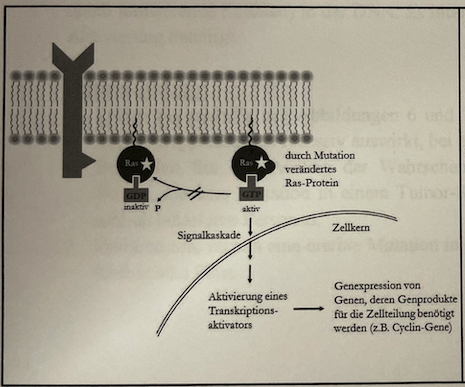 Ras
Ras
durch Mutation
verändertes
Ras-Protein
GDP
GTP
inaktiv
P
aktiv
Signalkaskade
Zellkern
Aktivierung eines
Transkriptions-
aktivators
Genexpression von
Genen, deren Genprodukte
für die Zellteilung benötigt
werden (z.B. Cyclin-Gene)